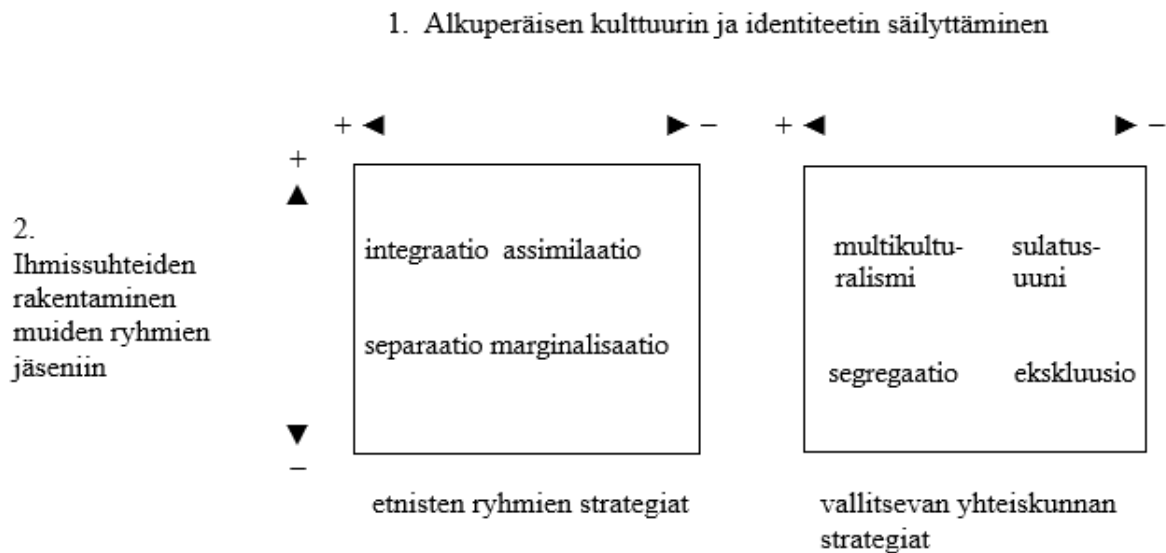 1. Alkuperäisen kulttuurin ja identiteetin säilyttäminen
+ ◄ ► – + ◄ ► –
+
▲
2.
Ihmissuhteiden
rakentaminen
muiden ryhmien
jäseniin
▼
–
integraatio assimilaatio
separaatio marginalisaatio
etnisten ryhmien strategiat
multikultu- sulatus-
ralismi uuni
segregaatio ekskluusio
vallitsevan yhteiskunnan
strategiat